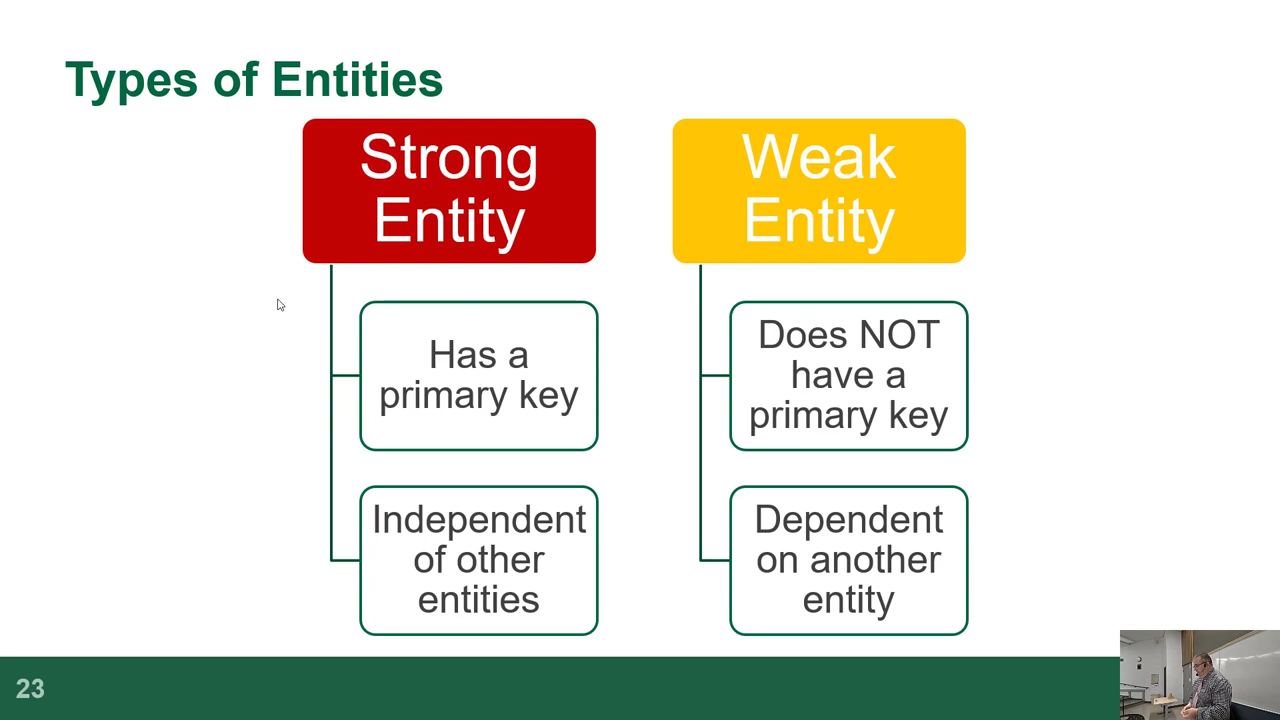 Types of Entities
Strong
Entity
Has a
primary key
Independent
of other
entities
Weak
Entity
Does NOT
have a
primary key
Dependent
on another
entity
23